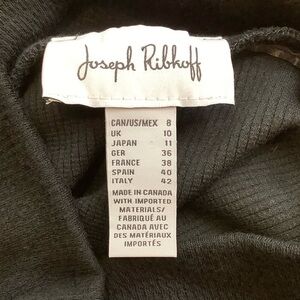 Joseph Ribkoff
CAN/US/MEX 8
UK 10
JAPAN 11
GER 36
FRANCE 38
SPAIN 40
ITALY 42
MADE IN CANADA
WITH IMPORTED
MATERIALS/
FABRIQUÉ AU
CANADA AVEC
DES MATÉRIAUX
IMPORTÉS